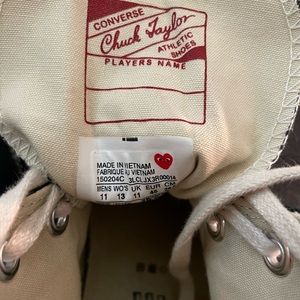 CONVERSE
Chuck Taylor
ATHLETIC
SHOES
PLAYERS NAME
MADE IN VIETNAM
FABRIQUE AU VIETNAM
150204C
MENS WO'S UK EUR CM
11 13 11